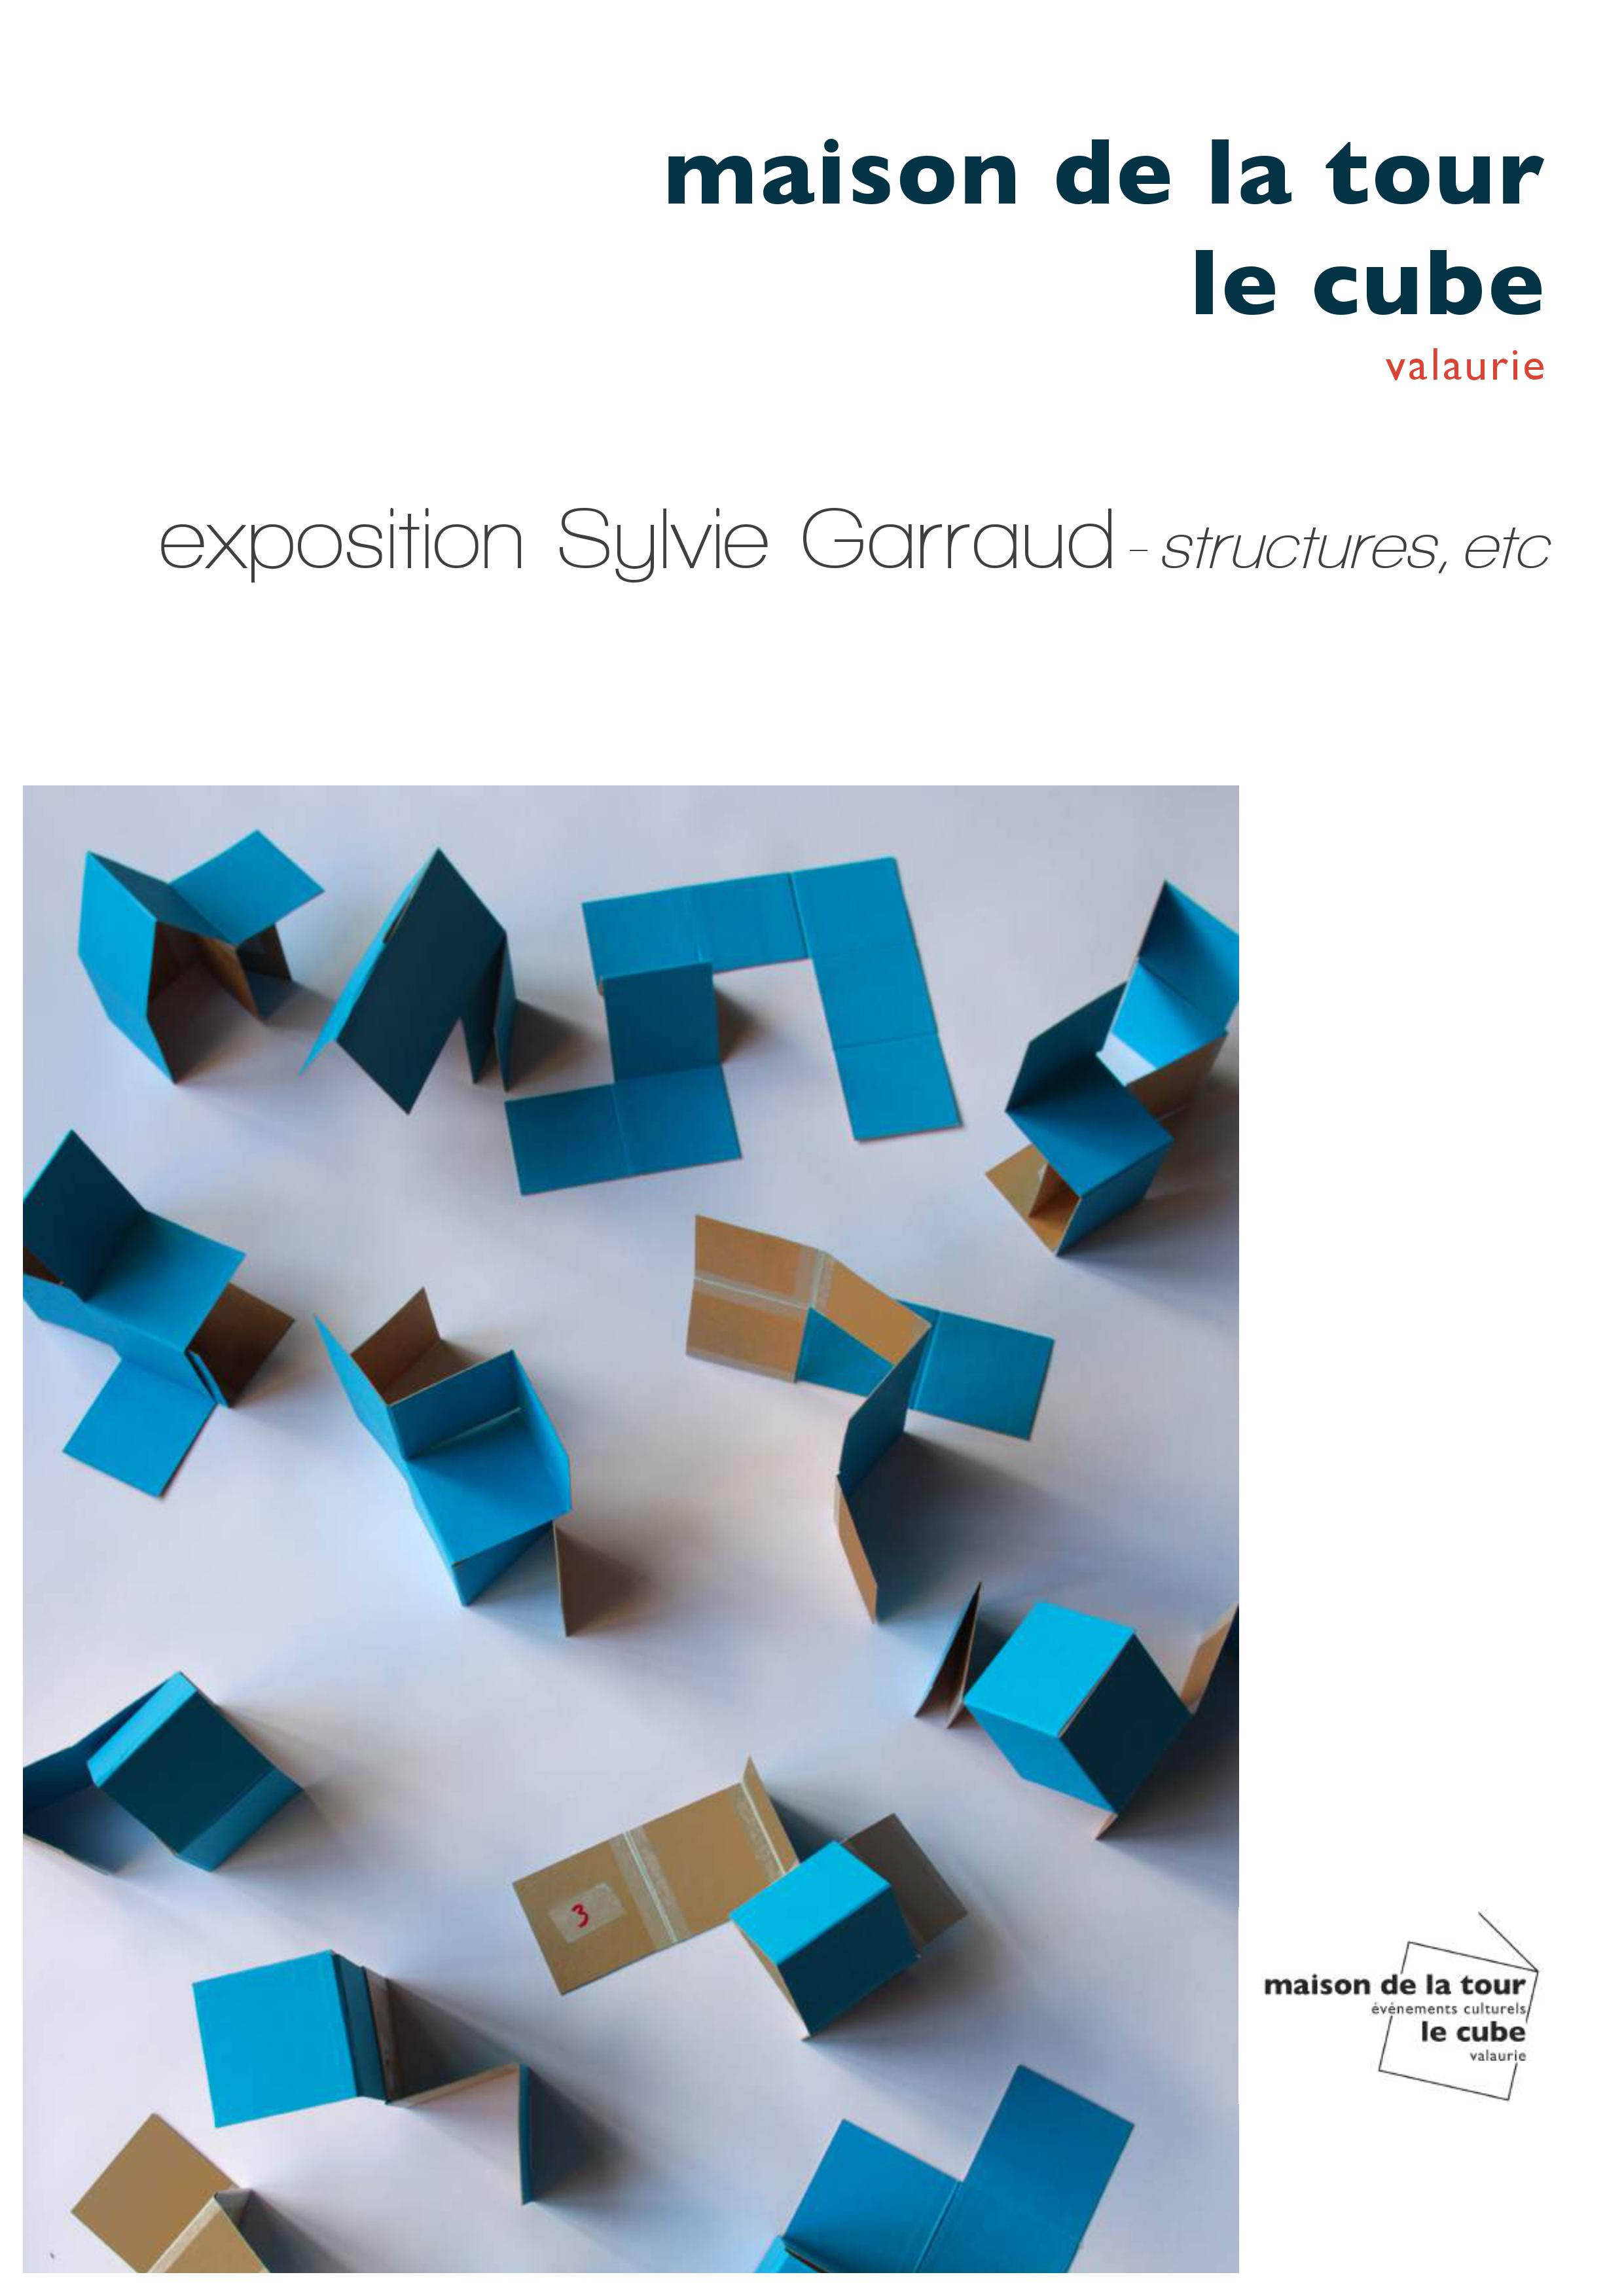 maison de la tour
le cube
valaurie
exposition Sylvie Garraud - structures, etc
3
maison de la tour
événements culturels
le cube
valaurie